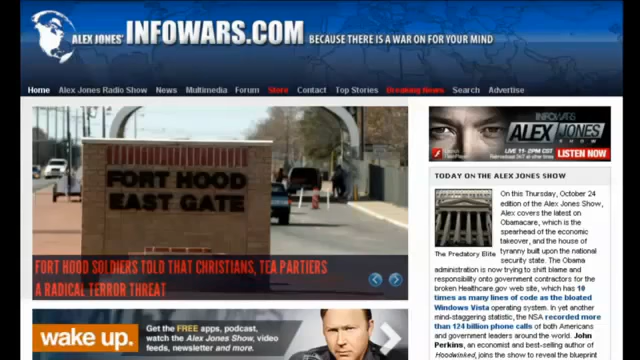 ALEX JONES' INFOWARS.COM BECAUSE THERE IS A WAR ON FOR YOUR MIND
Home Alex Jones Radio Show News Multimedia Forum Store Contact Top Stories Breaking News Search Advertise
FORT HOOD
EAST GATE
FORT HOOD SOLDIERS TOLD THAT CHRISTIANS, TEA PARTIERS
A RADICAL TERROR THREAT
wake up.
Get the FREE apps, podcast,
watch the Alex Jones Show, video
feeds, newsletter and more.
INFOWARS
ALEX JONES
SHOW
LIVE 11-2PM CST
LISTEN NOW
TODAY ON THE ALEX JONES SHOW
On this Thursday, October 24
edition of the Alex Jones Show,
Alex covers the latest on
Obamacare, which is the
spearhead of the economic
takeover, and the house of
tyranny built upon the national
security state. The Obama
The Predatory Elite
administration is now trying to shift blame and
responsibility onto government contractors for the
broken Healthcare.gov web site, which has 10
times as many lines of code as the bloated
Windows Vista operating system. In yet another
mind-staggering statistic, the NSA recorded more
than 124 billion phone calls of both Americans
and government leaders around the world. John
Perkins, an economist and best-selling author of
Hoodwinked, joins the show to reveal the blueprint